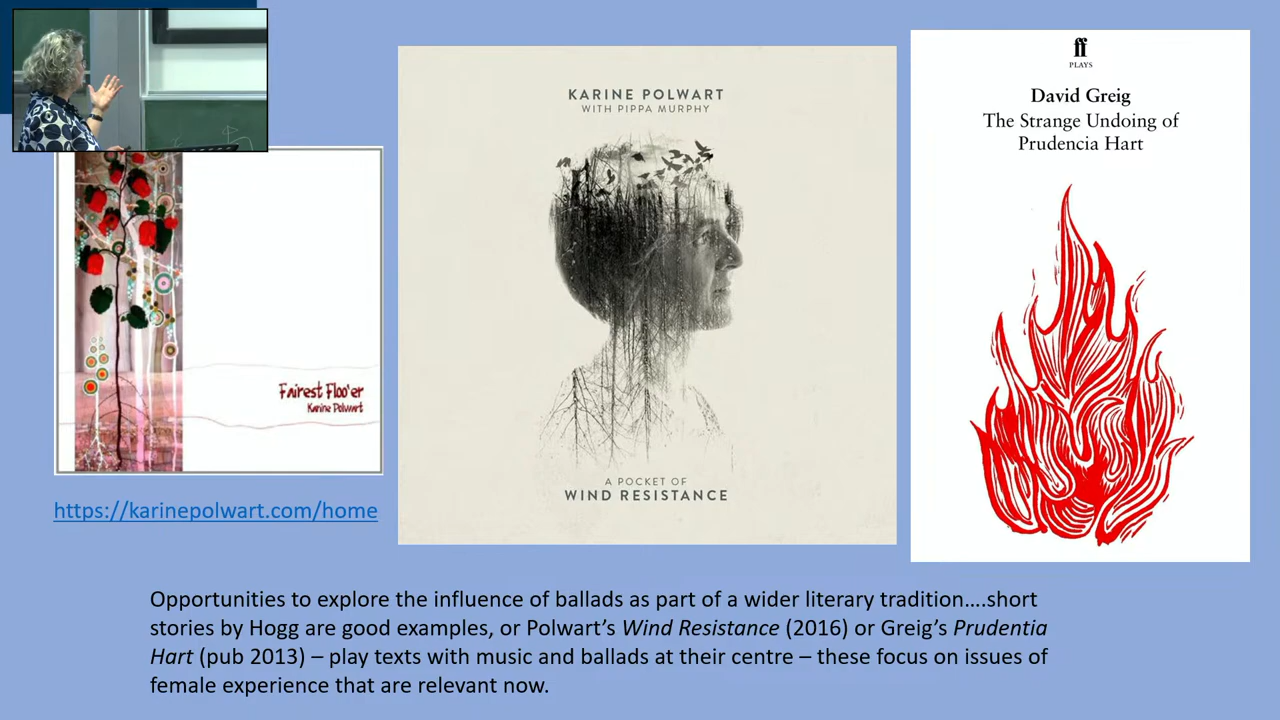 Fairest Floo'er
Karine Polwart
https://karinepolwart.com/home
KARINE POLWART
WITH PIPPA MURPHY
A POCKET OF
WIND RESISTANCE
ff
PLAYS
David Greig
The Strange Undoing of
Prudencia Hart
Opportunities to explore the influence of ballads as part of a wider literary tradition….short
stories by Hogg are good examples, or Polwart’s Wind Resistance (2016) or Greig’s Prudentia
Hart (pub 2013) – play texts with music and ballads at their centre – these focus on issues of
female experience that are relevant now.